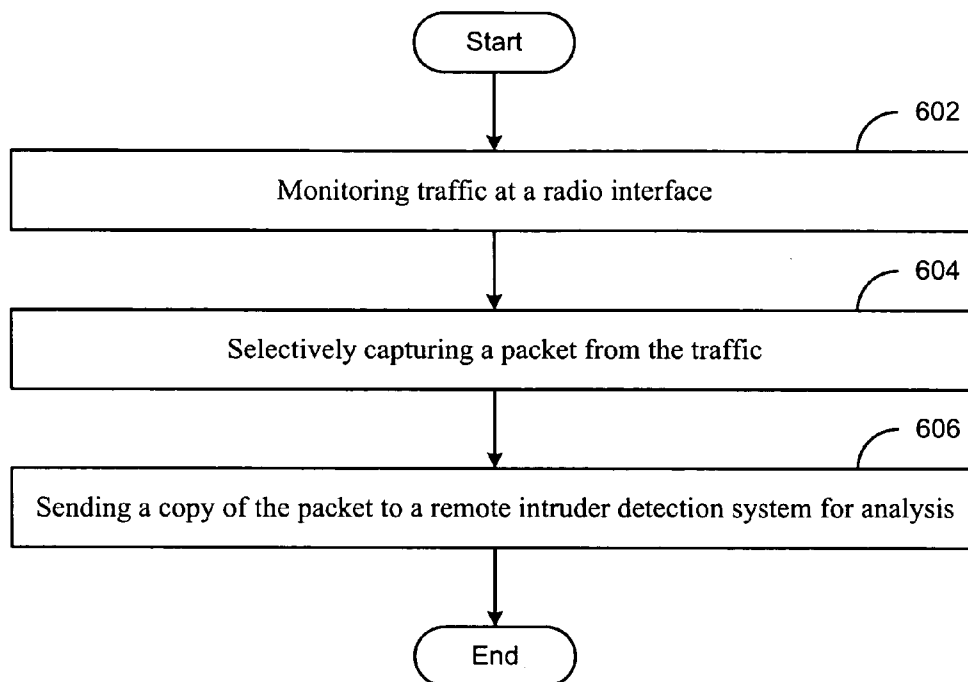 Start
602
Monitoring traffic at a radio interface
604
Selectively capturing a packet from the traffic
606
Sending a copy of the packet to a remote intruder detection system for analysis
End